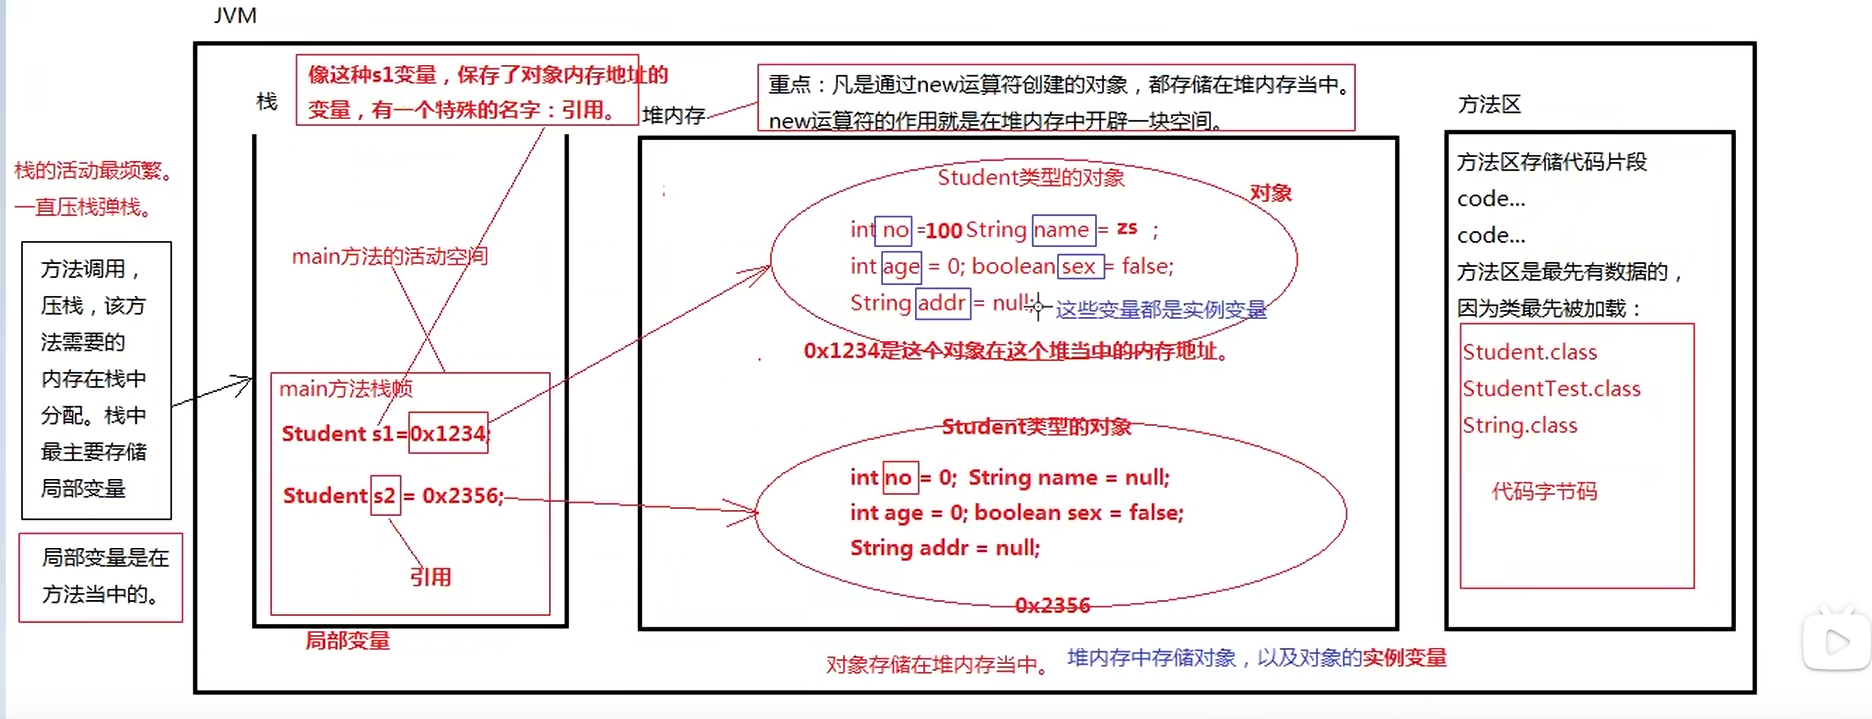 JVM
栈
像这种s1变量，保存了对象内存地址的
变量，有一个特殊的名字：引用。
堆内存
重点：凡是通过new运算符创建的对象，都存储在堆内存当中。
new运算符的作用就是在堆内存中开辟一块空间。
方法区
栈的活动最频繁。
一直压栈弹栈。
方法调用，
压栈，该方
法需要的
内存在栈中
分配。栈中
最主要存储
局部变量
局部变量是在
方法当中的。
main方法的活动空间
main方法栈帧
Student s1=0x1234;
Student s2 = 0x2356;
引用
局部变量
Student类型的对象
对象
int no =100 String name = zs ;
int age = 0; boolean sex = false;
String addr = null;
这些变量都是实例变量
0x1234是这个对象在这个堆当中的内存地址。
Student类型的对象
int no = 0; String name = null;
int age = 0; boolean sex = false;
String addr = null;
0x2356
对象存储在堆内存当中。
堆内存中存储对象，以及对象的实例变量
方法区存储代码片段
code...
code...
方法区是最先有数据的，
因为类最先被加载：
Student.class
StudentTest.class
String.class
代码字节码